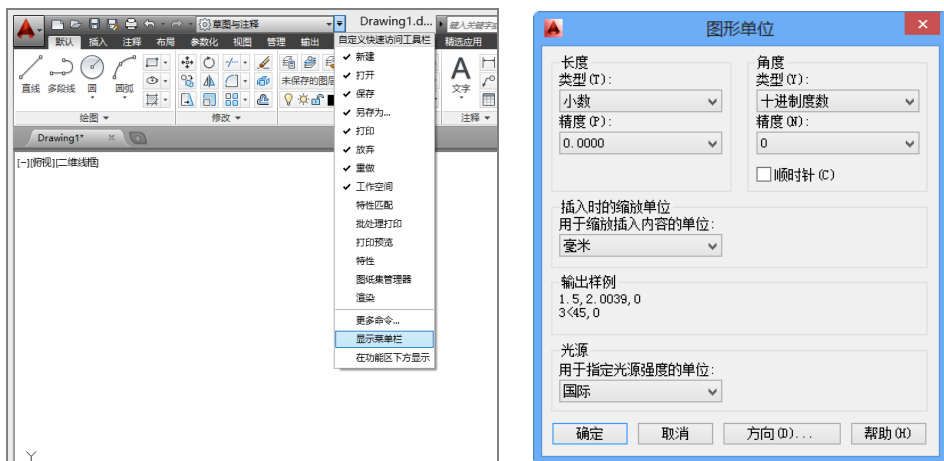 草图与注释
Drawing1.d...
键入关键字或
默认 插入 注释 布局 参数化 视图 管理 输出
自定义快速访问工具栏
精选应用
直线 多段线 圆 圆弧
未保存的图层
文字
绘图
修改
注释
Drawing1*
[-][俯视][二维线框]
新建
打开
保存
另存为...
打印
放弃
重做
工作空间
特性匹配
批处理打印
打印预览
特性
图纸集管理器
渲染
更多命令...
显示菜单栏
在功能区下方显示
Y
图形单位
长度
类型(T):
小数
精度(P):
0.0000
角度
类型(Y):
十进制度数
精度(N):
0
顺时针(C)
插入时的缩放单位
用于缩放插入内容的单位:
毫米
输出样例
1.5,2.0039,0
3<45,0
光源
用于指定光源强度的单位:
国际
确定 取消 方向(D)... 帮助(H)